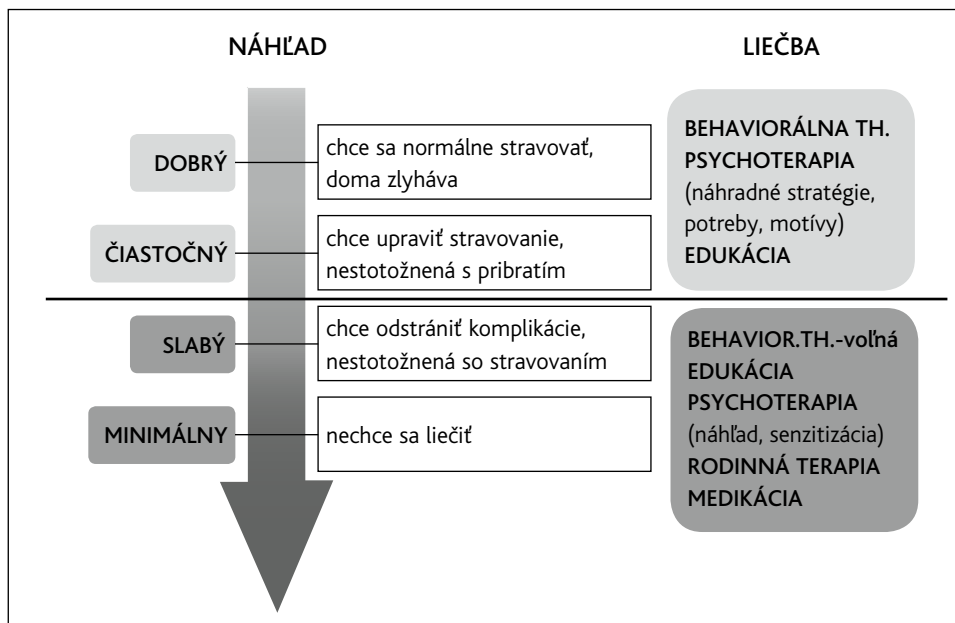 NÁHĽAD
LIEČBA
DOBRÝ
chce sa normálne stravovať,
doma zlyháva
ČIASTOČNÝ
chce upraviť stravovanie,
nestotožnená s pribratím
BEHAVIORÁLNA TH.
PSYCHOTERAPIA
(náhradné stratégie,
potreby, motívy)
EDUKÁCIA
SLABÝ
chce odstrániť komplikácie,
nestotožnená so stravovaním
MINIMÁLNY
nechce sa liečiť
BEHAVIOR.TH.-voľná
EDUKÁCIA
PSYCHOTERAPIA
(náhľad, senzitizácia)
RODINNÁ TERAPIA
MEDIKÁCIA